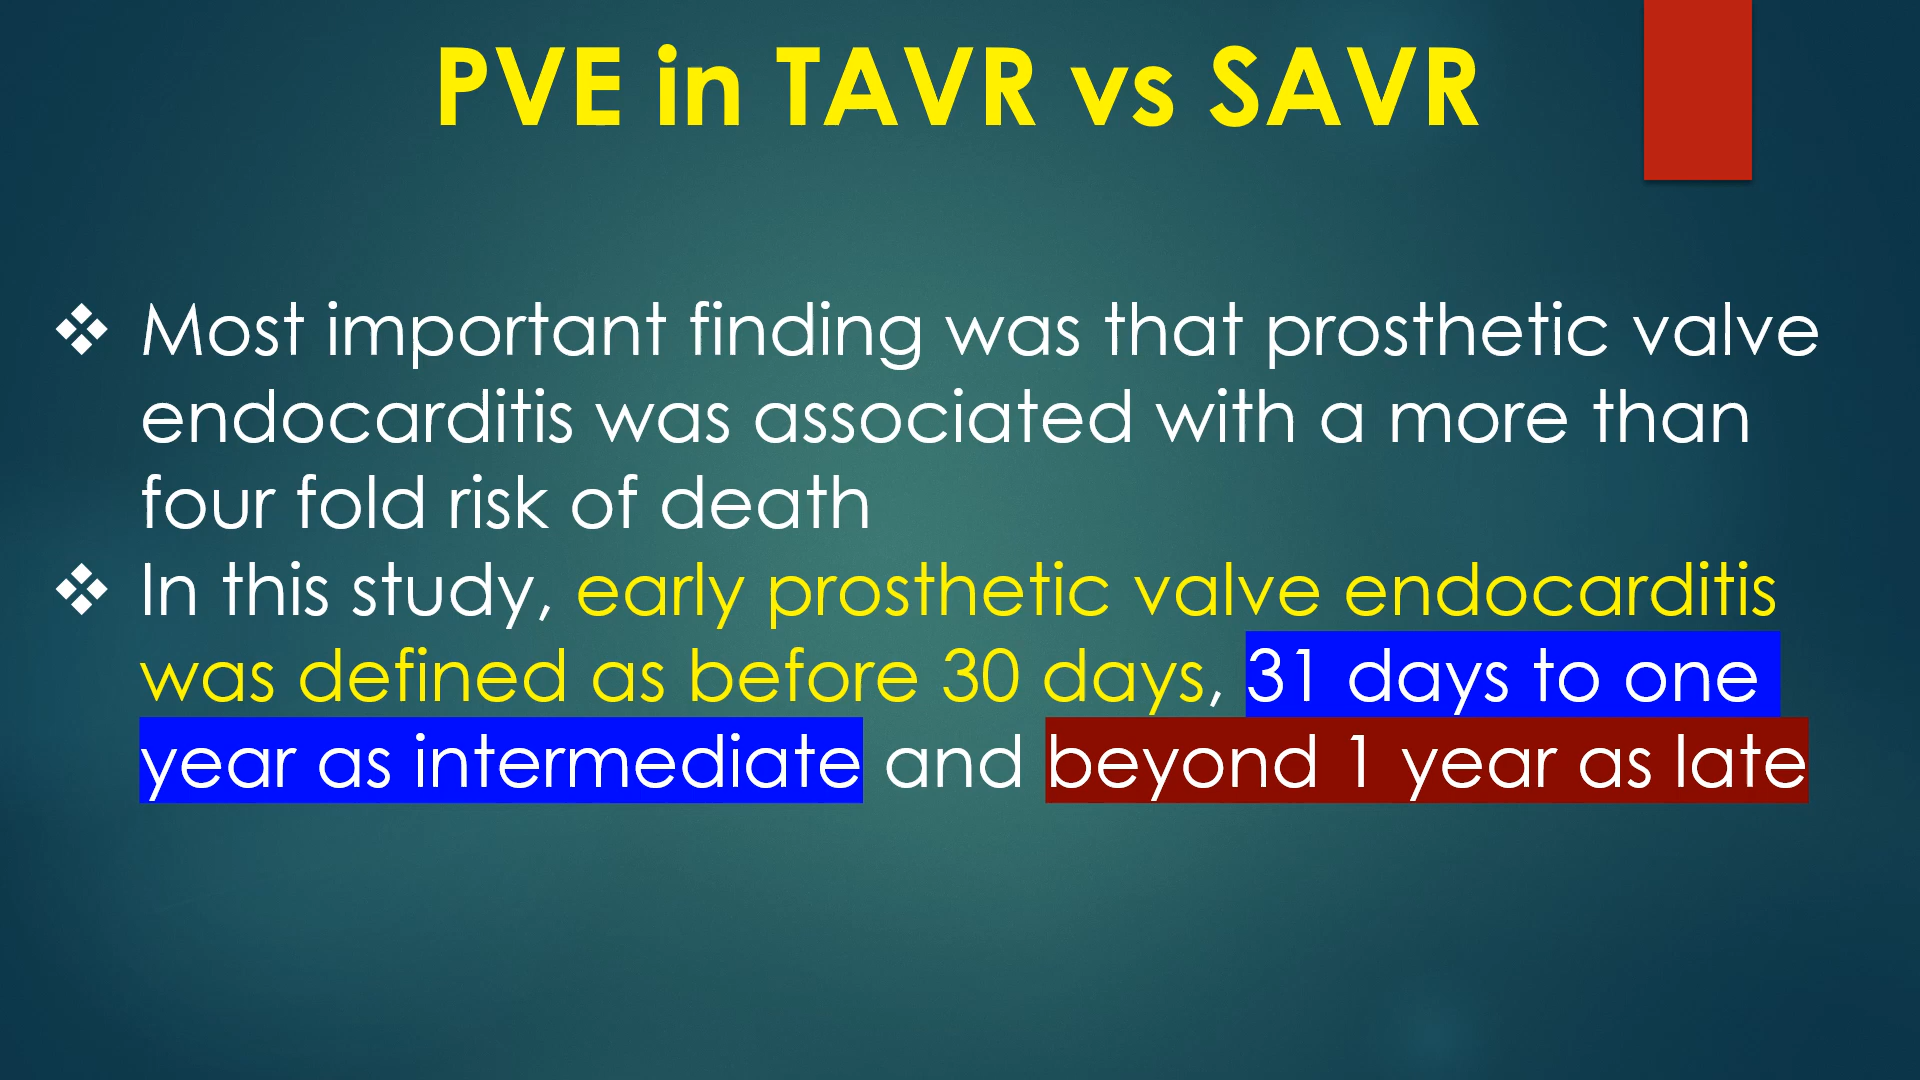 PVE in TAVR vs SAVR
❖ Most important finding was that prosthetic valve
endocarditis was associated with a more than
four fold risk of death
❖ In this study, early prosthetic valve endocarditis
was defined as before 30 days, 31 days to one
year as intermediate and beyond 1 year as late